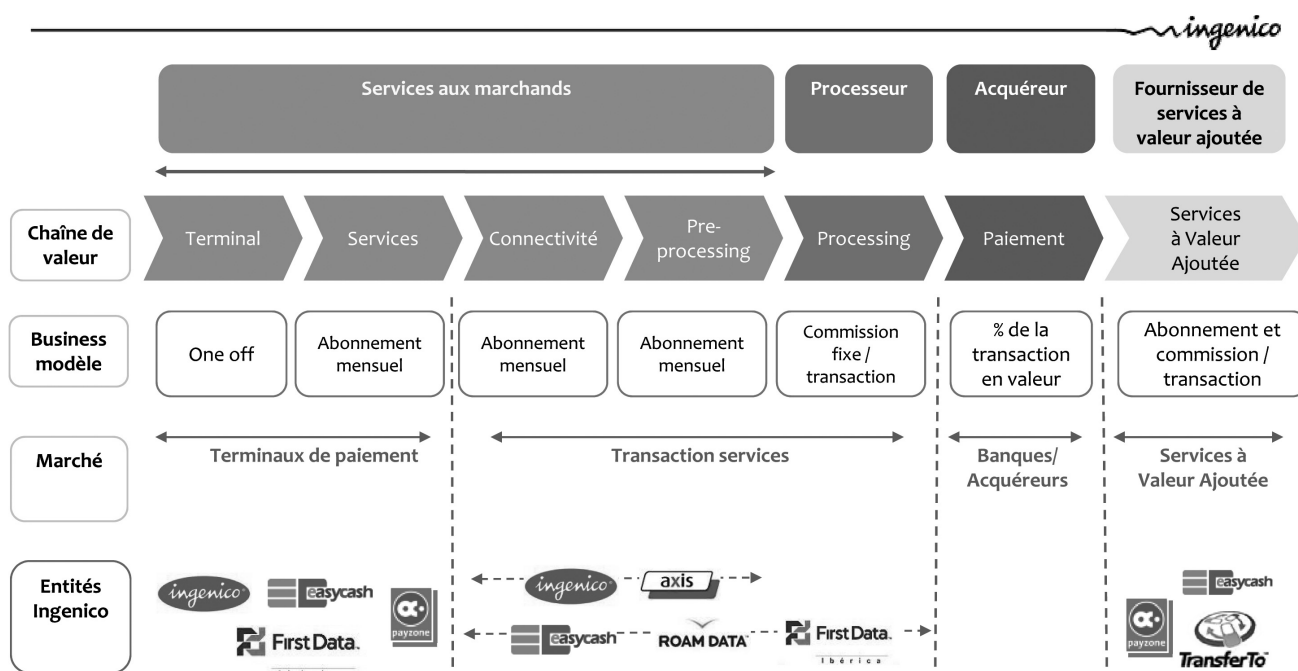 ingenico
Services aux marchands
Processeur
Acquéreur
Fournisseur de
services à
valeur ajoutée
Chaîne de
valeur
Terminal
Services
Connectivité
Pre-
processing
Processing
Paiement
Services
à Valeur
Ajoutée
Business
modèle
One off
Abonnement
mensuel
Abonnement
mensuel
Abonnement
mensuel
Commission
fixe /
transaction
% de la
transaction
en valeur
Abonnement et
commission /
transaction
Marché
Terminaux de paiement
Transaction services
Banques/
Acquéreurs
Services à
Valeur Ajoutée
Entités
Ingenico
ingenico
easycash
payzone
First Data.
ingenico
axis
easycash
ROAM DATA
First Data.
Ibérica
easycash
payzone
TransferTo